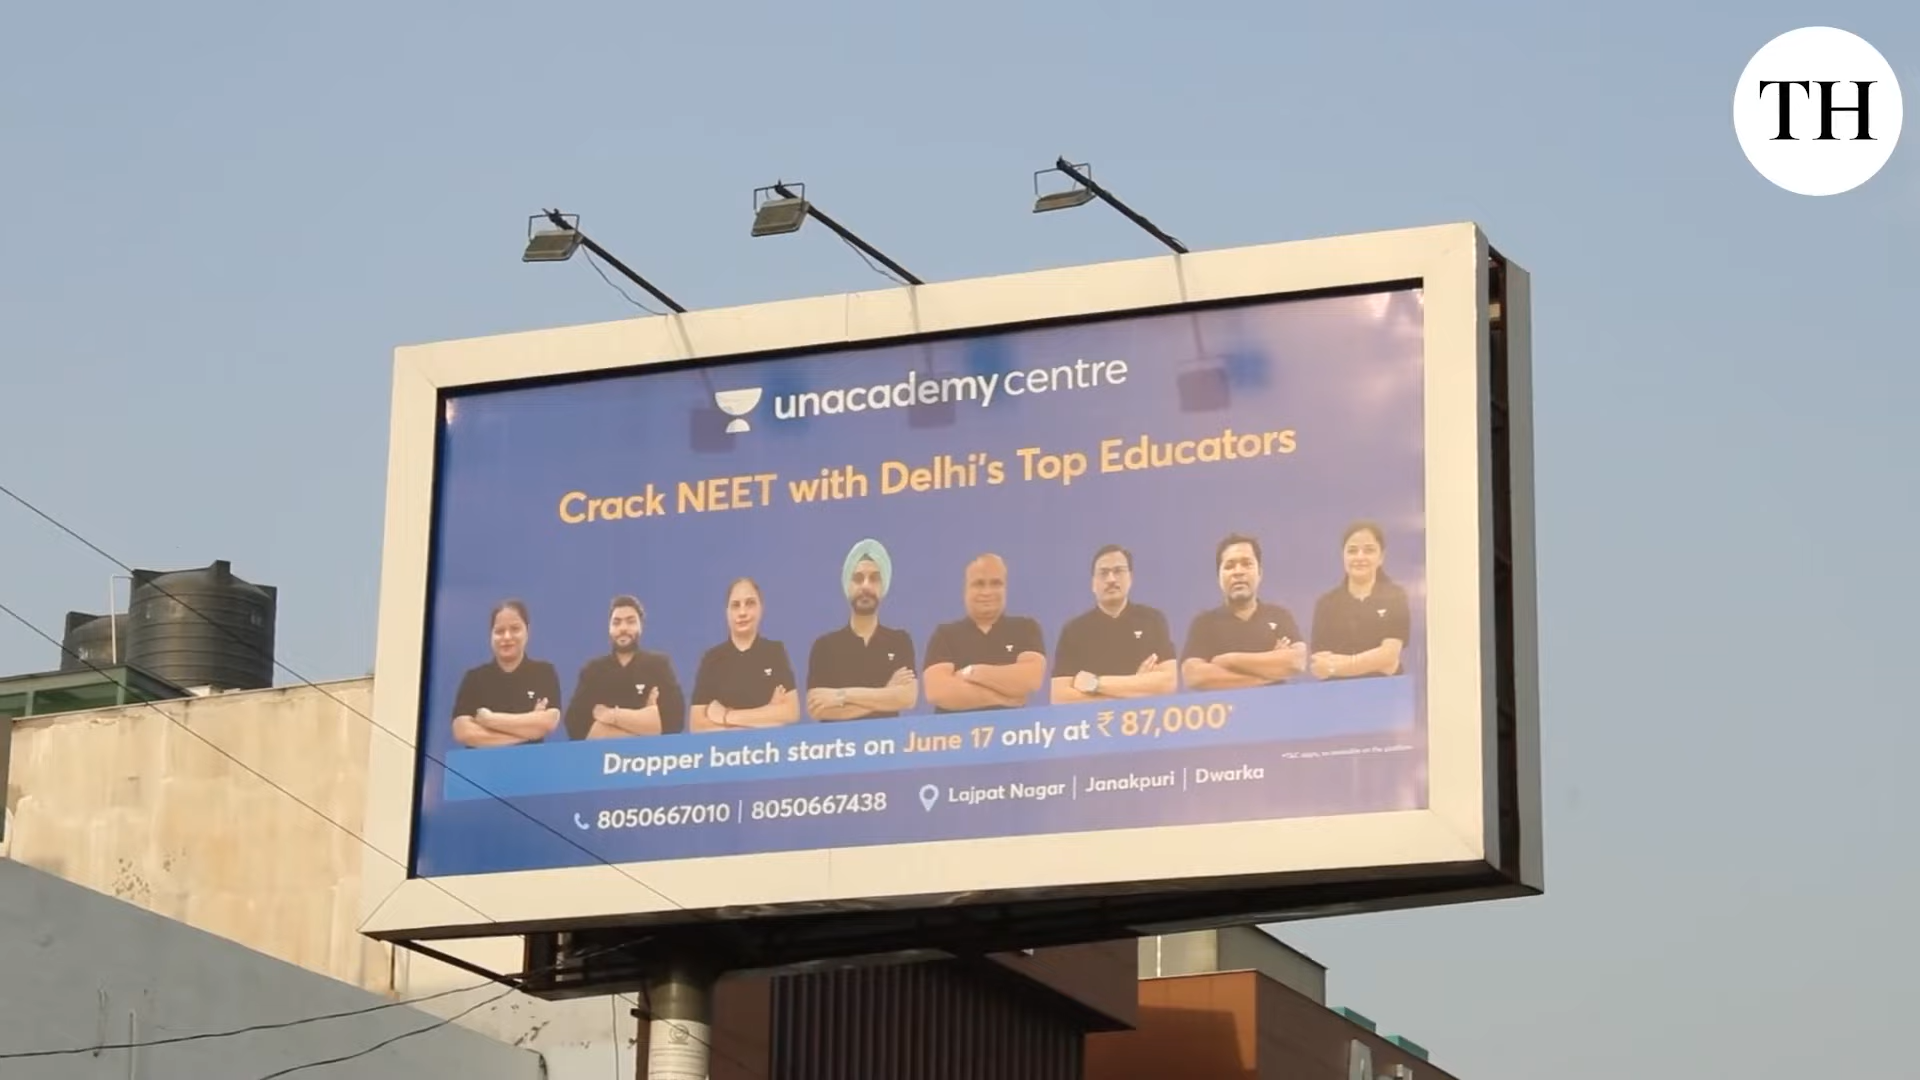 TH
unacademy centre
Crack NEET with Delhi's Top Educators
Dropper batch starts on June 17 only at ₹ 87,000*
8050667010 | 8050667438 Lajpat Nagar | Janakpuri | Dwarka